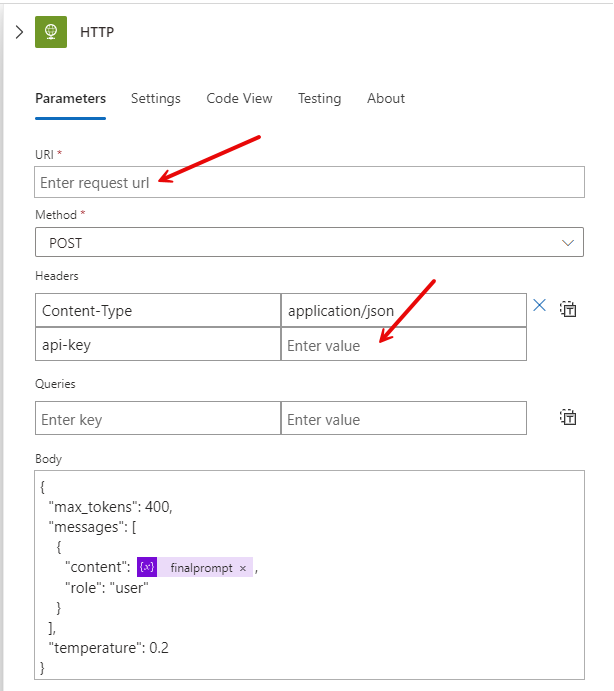 HTTP
Parameters Settings Code View Testing About
URI *
Enter request url
Method *
POST
Headers
Content-Type application/json
api-key Enter value
Queries
Enter key Enter value
Body
{
"max_tokens": 400,
"messages": [
{
"content": {x} finalprompt × ,
"role": "user"
}
],
"temperature": 0.2
}